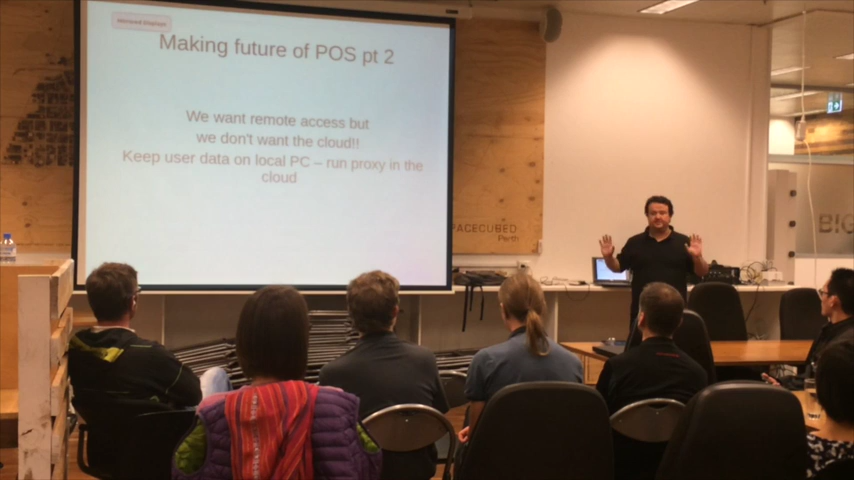 Making future of POS pt 2
We want remote access but
we don't want the cloud!!
Keep user data on local PC – run proxy in the
cloud
PACECUBED
Perth
BIG